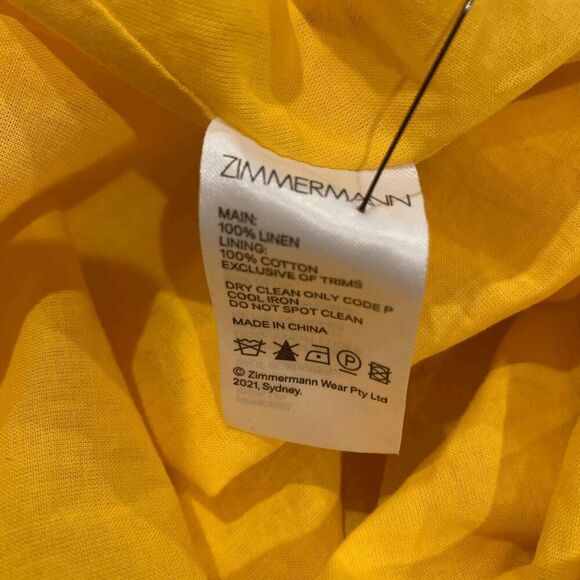 ZIMMERMANN
MAIN:
100% LINEN
LINING:
100% COTTON
EXCLUSIVE OF TRIMS
DRY CLEAN ONLY CODE P
COOL IRON
DO NOT SPOT CLEAN
MADE IN CHINA
P
© Zimmermann Wear Pty Ltd
2021, Sydney.